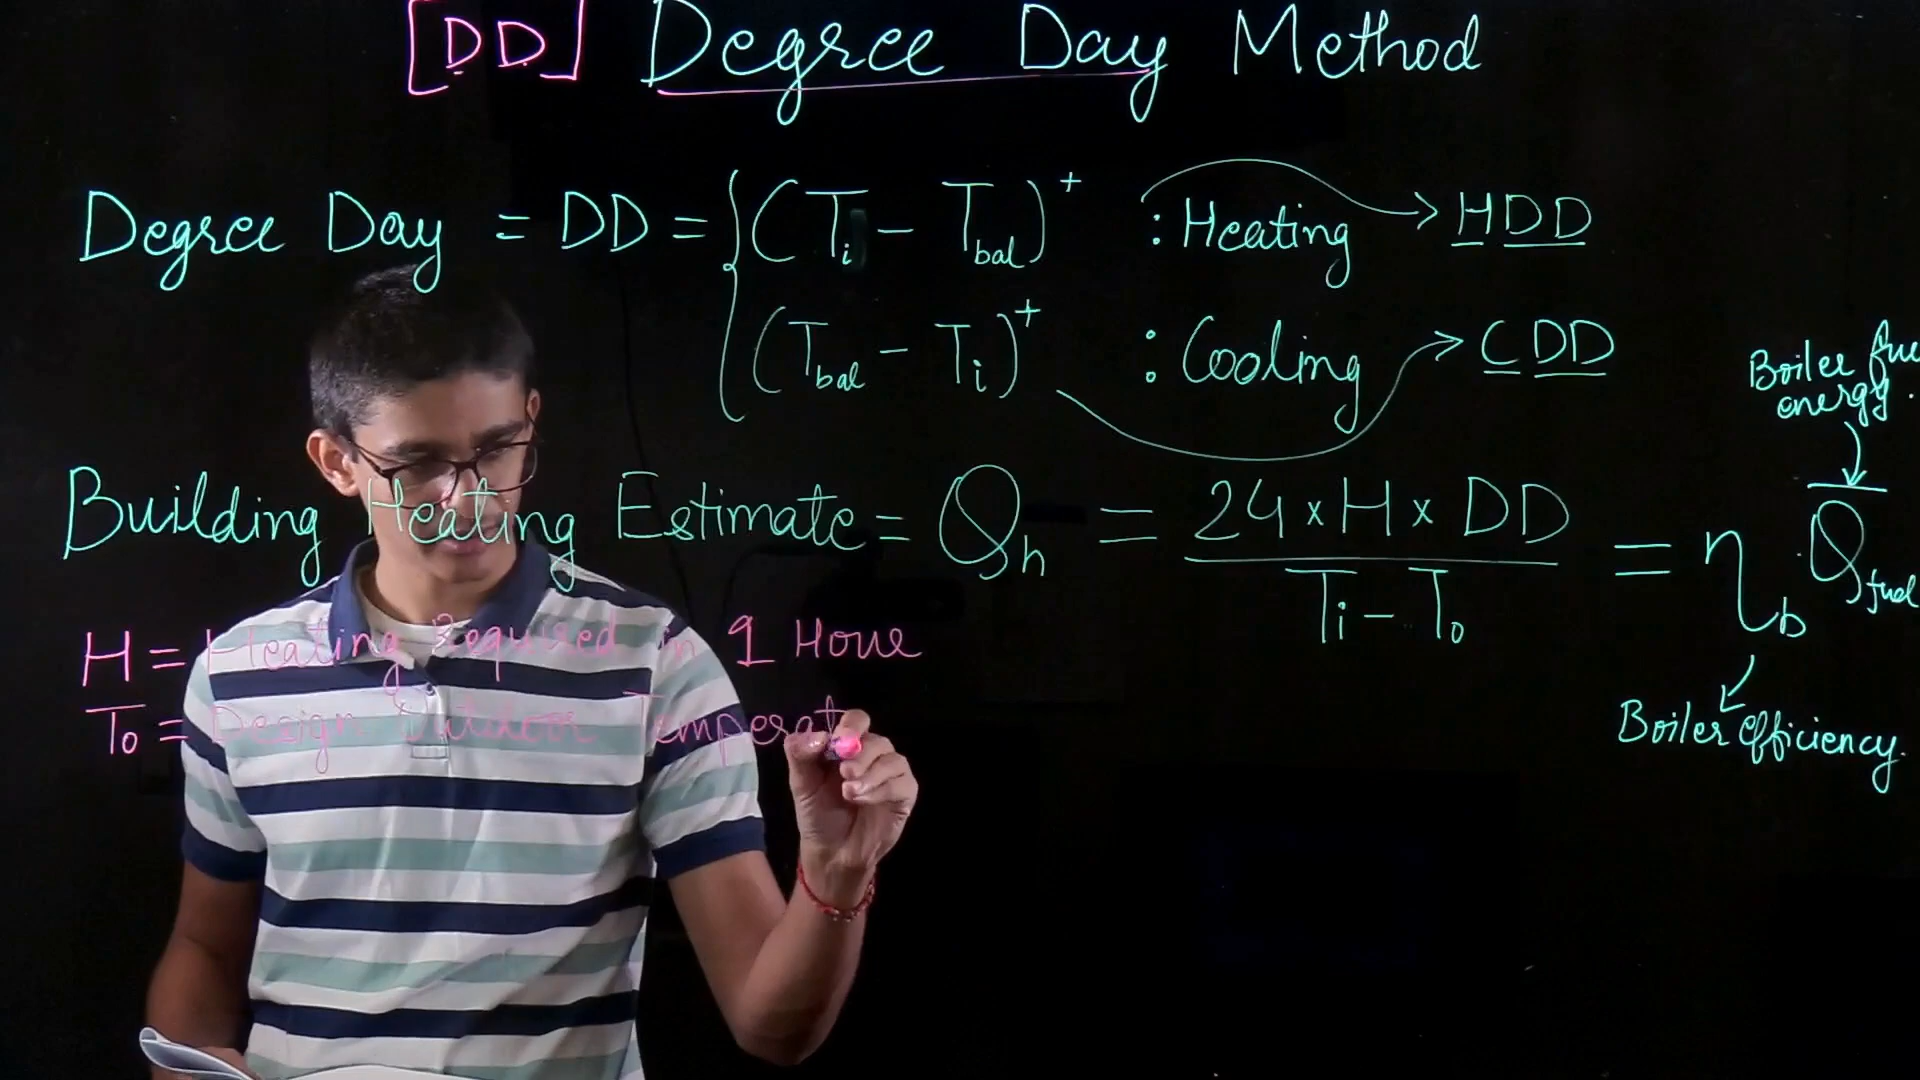 [DD] Degree Day Method
Degree Day = DD = { (Ti - Tbal)+ : Heating → HDD
(Tbal - Ti)+ : Cooling → CDD
Boiler
energy.
Building Heating Estimate = Qh = 24 × H × DD / Ti - To = ηb Qfuel
H = Heating Required in 1 Hour
To = Design Outdoor Temperat
Boiler efficiency.